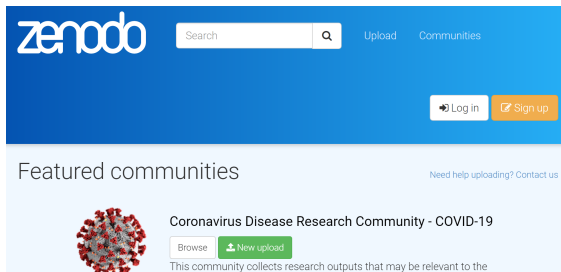 zenodo
Search
Upload
Communities
Log in
Sign up
Featured communities
Need help uploading? Contact us
Coronavirus Disease Research Community - COVID-19
Browse
New upload
This community collects research outputs that may be relevant to the